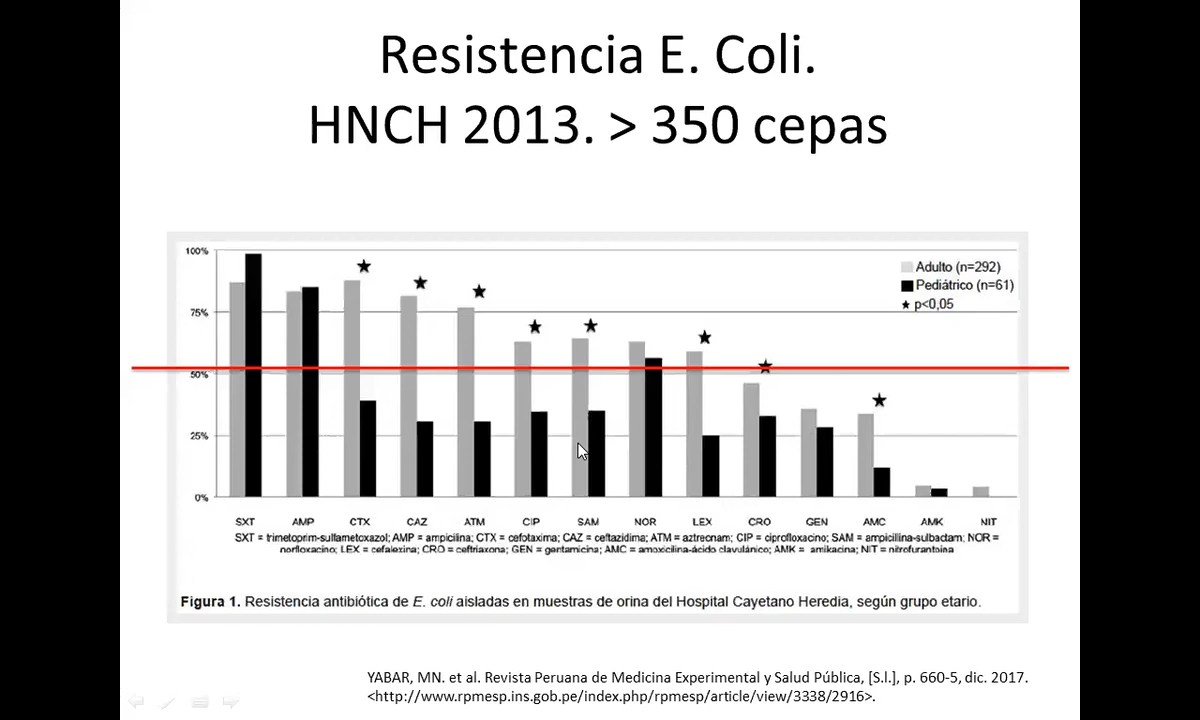 Resistencia E. Coli.
HNCH 2013. > 350 cepas
100%
75%
50%
25%
0%
Adulto (n=292)
Pediátrico (n=61)
★ p<0,05
SXT AMP CTX CAZ ATM CIP SAM NOR LEX CRO GEN AMC AMK NIT
SXT = trimetoprim-sulfametoxazol; AMP = ampicilina; CTX = cefotaxima; CAZ = ceftazidima; ATM = aztreonam; CIP = ciprofloxacino; SAM = ampicillina-sulbactam; NOR =
norfloxacino; LEX = cefalexina; CRO = ceftriaxona; GEN = gentamicina; AMC = amoxicilina-ácido clavulánico; AMK = amikacina; NIT = nitrofurantoina
Figura 1. Resistencia antibiótica de E. coli aisladas en muestras de orina del Hospital Cayetano Heredia, según grupo etario.
YABAR, MN. et al. Revista Peruana de Medicina Experimental y Salud Pública, [S.l.], p. 660-5, dic. 2017.
<http://www.rpmesp.ins.gob.pe/index.php/rpmesp/article/view/3338/2916>.